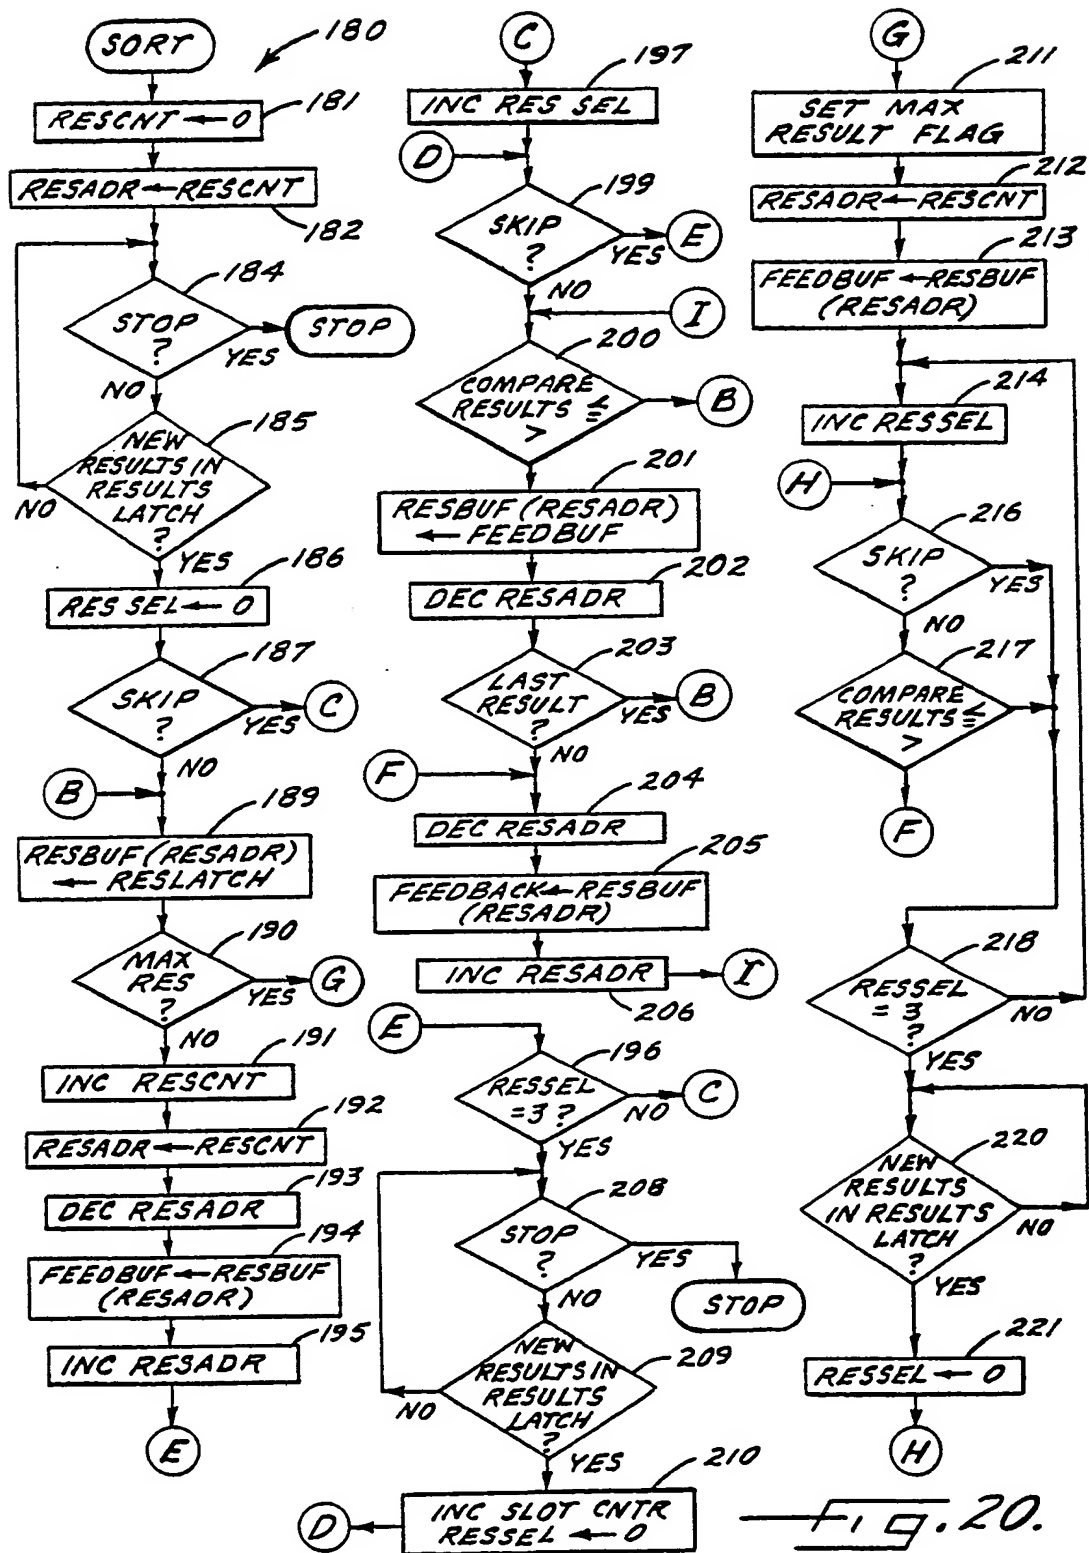 SORT
180
181
RESCNT ← 0
RESADR ← RESCNT
182
184
STOP
?
YES
STOP
NO
185
NEW
RESULTS IN
RESULTS
LATCH
?
NO
YES
186
RES SEL ← 0
187
SKIP
?
YES
C
NO
B
189
RESBUF (RESADR)
← RESLATCH
190
MAX
RES
?
YES
G
NO
191
INC RESCNT
192
RESADR ← RESCNT
193
DEC RESADR
194
FEEDBUF ← RESBUF
(RESADR)
195
INC RESADR
E
C
197
INC RES SEL
D
199
SKIP
?
YES
E
NO
I
200
COMPARE
RESULTS ≤
>
B
201
RESBUF (RESADR)
← FEEDBUF
202
DEC RESADR
203
LAST
RESULT
?
YES
B
NO
F
204
DEC RESADR
205
FEEDBACK ← RESBUF
(RESADR)
INC RESADR
I
206
E
196
RESSEL
= 3 ?
NO
C
YES
208
STOP
?
YES
STOP
NO
209
NEW
RESULTS IN
RESULTS
LATCH
?
NO
YES
210
INC SLOT CNTR
RESSEL ← 0
D
G
211
SET MAX
RESULT FLAG
212
RESADR ← RESCNT
213
FEEDBUF ← RESBUF
(RESADR)
214
INC RESSEL
H
216
SKIP
?
YES
NO
217
COMPARE
RESULTS ≤
>
F
218
RESSEL
= 3
?
NO
YES
220
NEW
RESULTS
IN RESULTS
LATCH
?
NO
YES
221
RESSEL ← 0
H
Fig. 20.